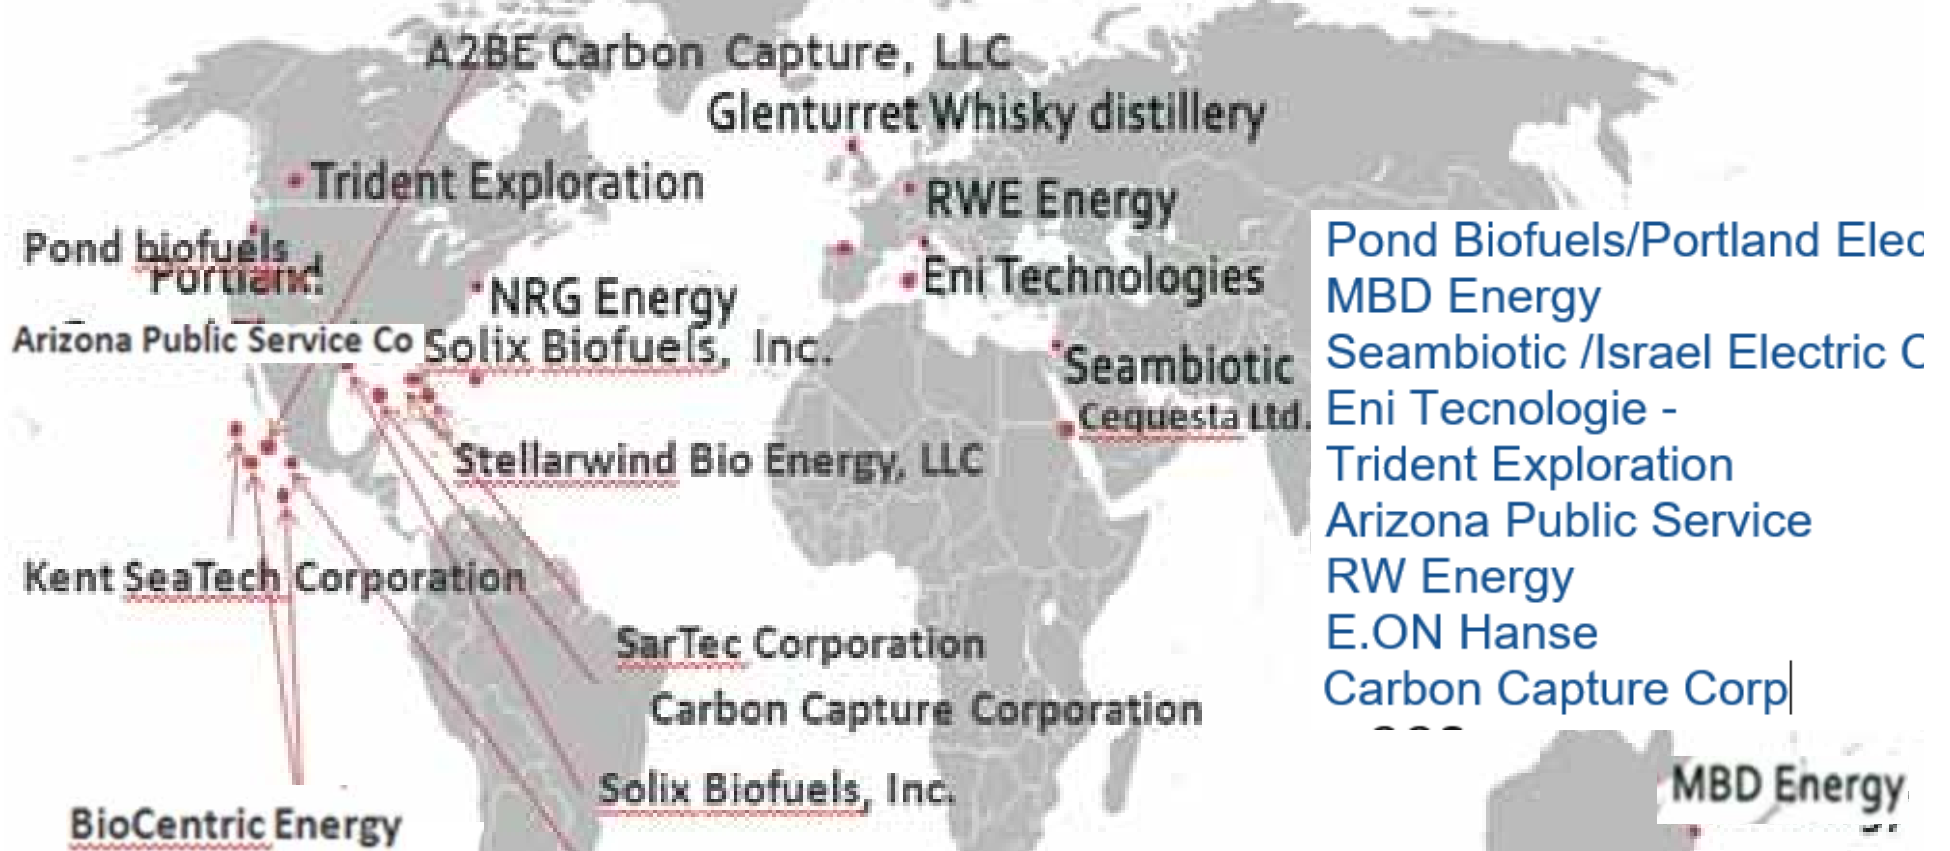 A2BE Carbon Capture, LLC
Glenturret Whisky distillery
Trident Exploration
RWE Energy
Pond biofuels
Portland
NRG Energy
Eni Technologies
Arizona Public Service Co
Solix Biofuels, Inc.
Seambiotic
Cequesta Ltd.
Stellarwind Bio Energy, LLC
Kent SeaTech Corporation
SarTec Corporation
Carbon Capture Corporation
Solix Biofuels, Inc.
BioCentric Energy
Pond Biofuels/Portland Elec
MBD Energy
Seambiotic /Israel Electric C
Eni Tecnologie -
Trident Exploration
Arizona Public Service
RW Energy
E.ON Hanse
Carbon Capture Corp
MBD Energy